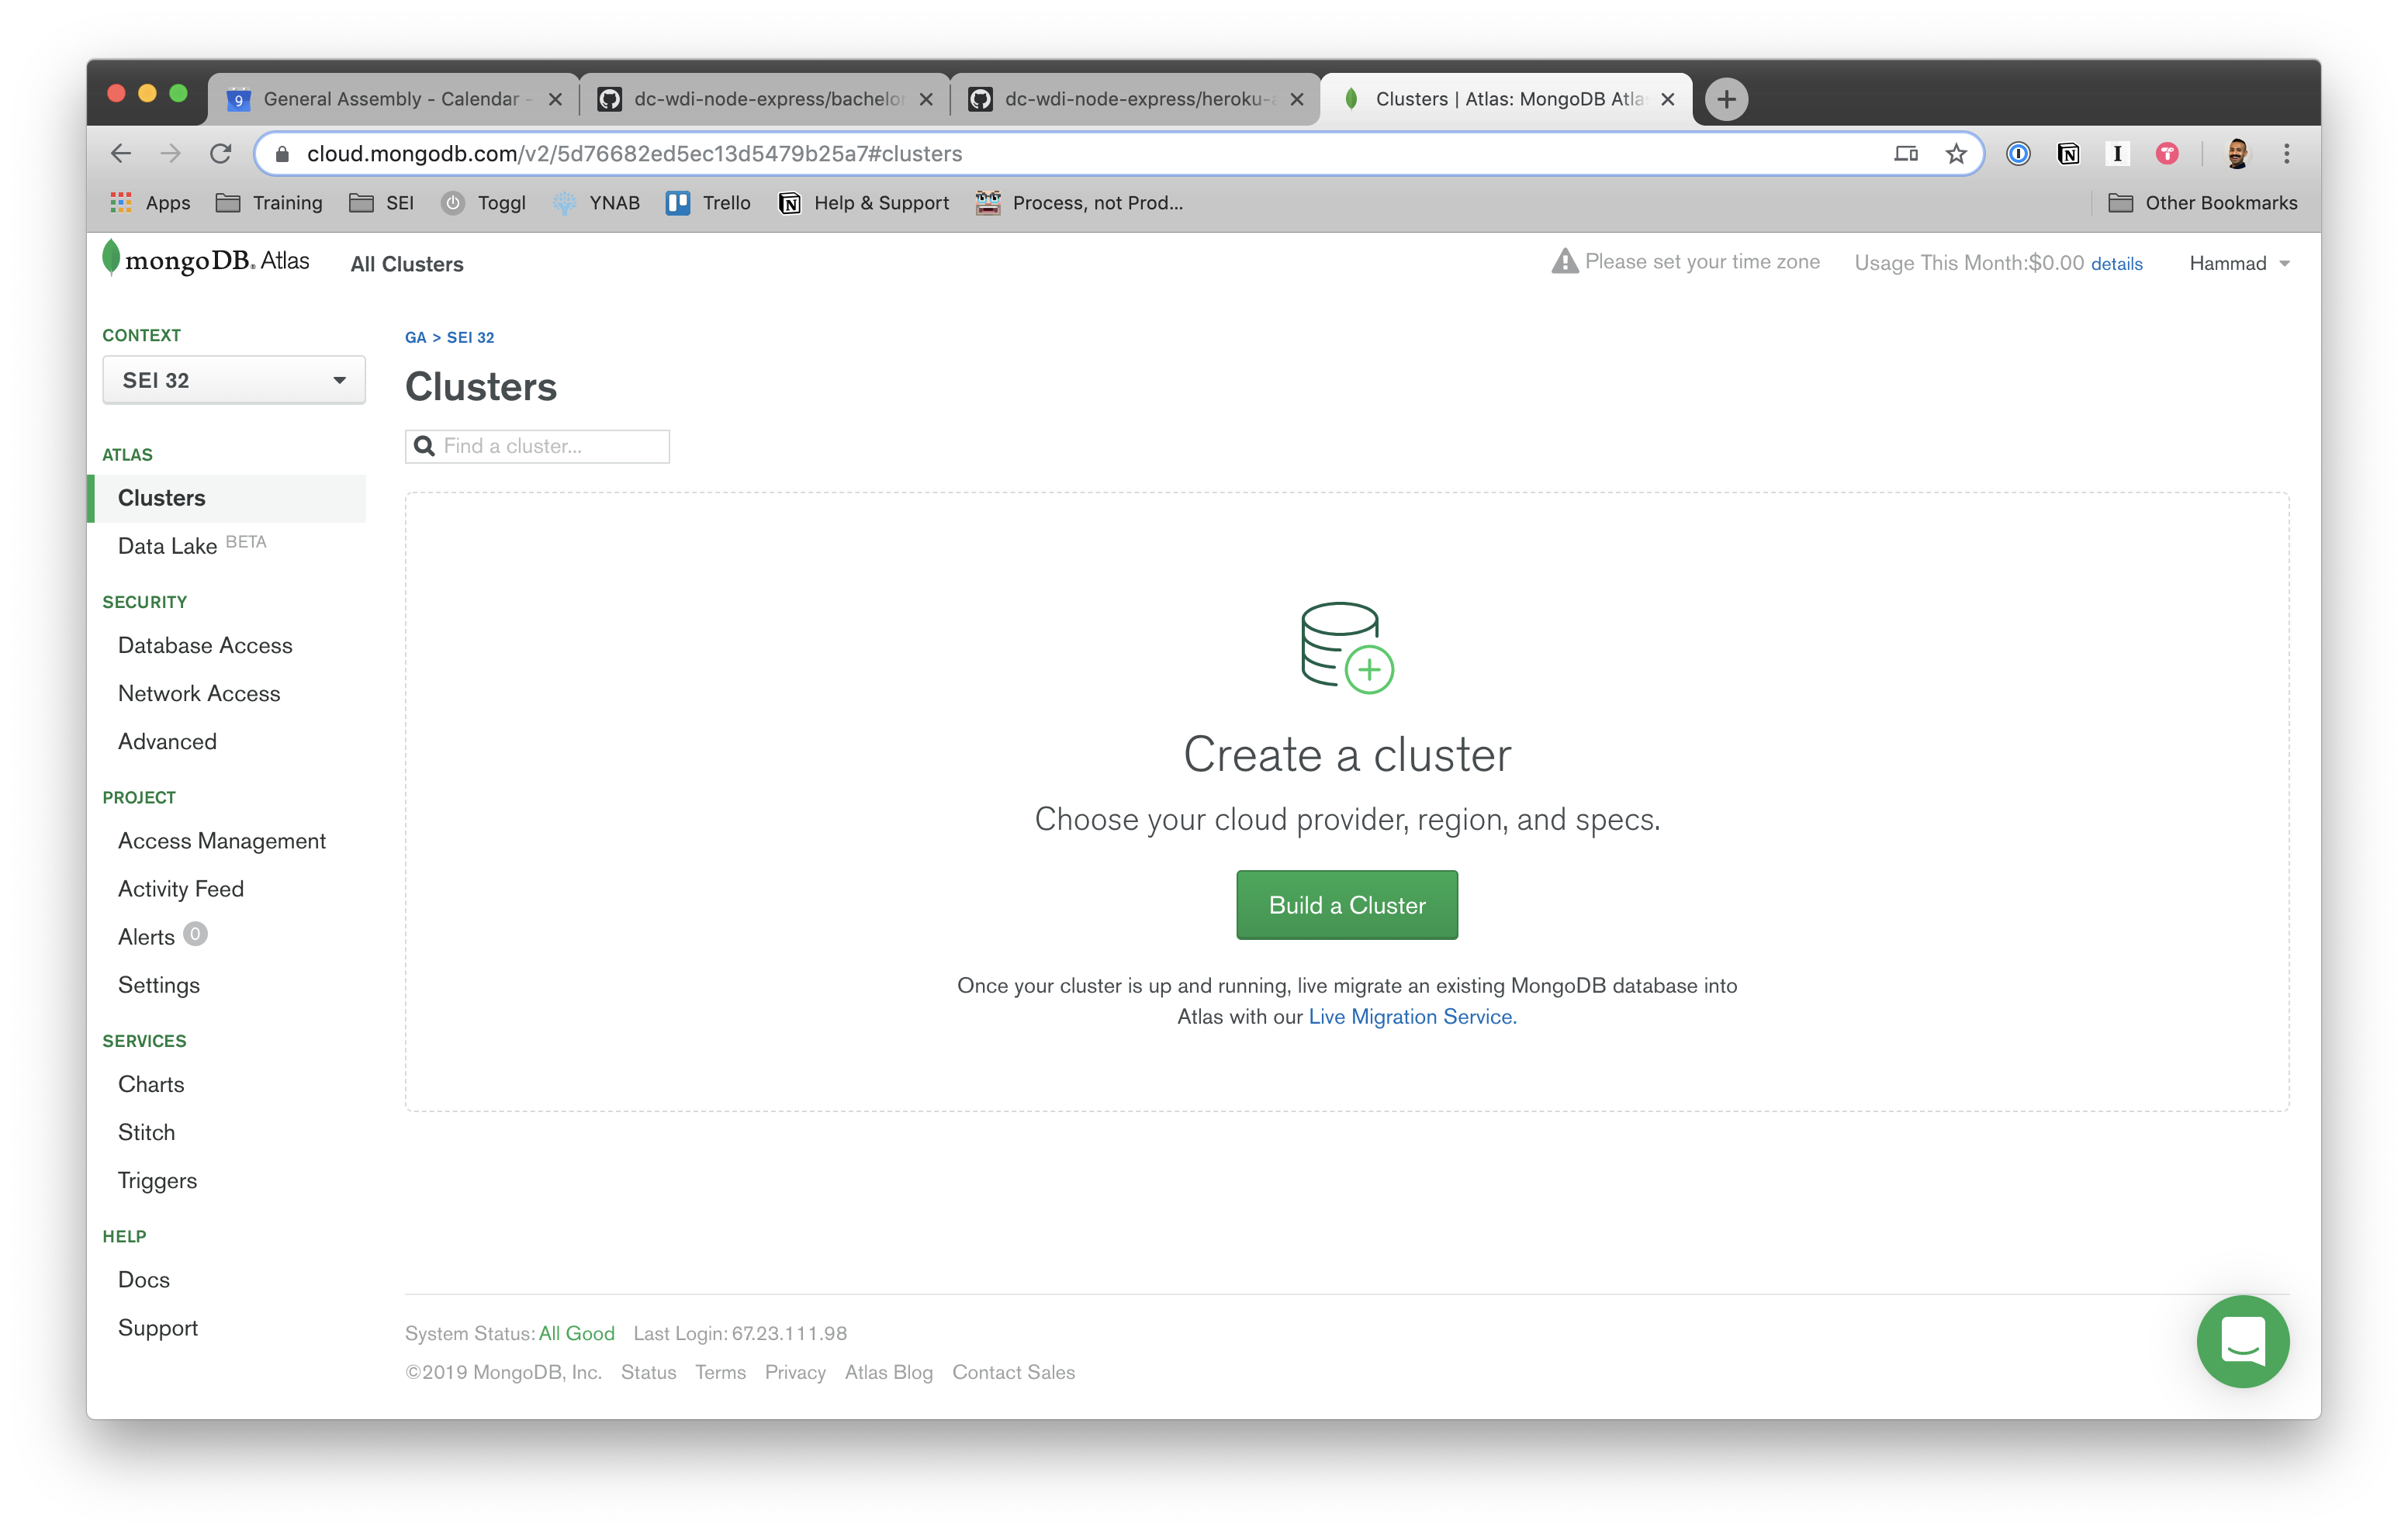 General Assembly - Calendar -
dc-wdi-node-express/bachelor
dc-wdi-node-express/heroku-a
Clusters | Atlas: MongoDB Atla
cloud.mongodb.com/v2/5d76682ed5ec13d5479b25a7#clusters
Apps
Training
SEI
Toggl
YNAB
Trello
Help & Support
Process, not Prod...
Other Bookmarks
mongoDB. Atlas
All Clusters
Please set your time zone
Usage This Month:$0.00 details
Hammad
CONTEXT
SEI 32
ATLAS
Clusters
Data Lake BETA
SECURITY
Database Access
Network Access
Advanced
PROJECT
Access Management
Activity Feed
Alerts 0
Settings
SERVICES
Charts
Stitch
Triggers
HELP
Docs
Support
GA > SEI 32
Clusters
Find a cluster...
Create a cluster
Choose your cloud provider, region, and specs.
Build a Cluster
Once your cluster is up and running, live migrate an existing MongoDB database into
Atlas with our Live Migration Service.
System Status: All Good Last Login: 67.23.111.98
©2019 MongoDB, Inc. Status Terms Privacy Atlas Blog Contact Sales